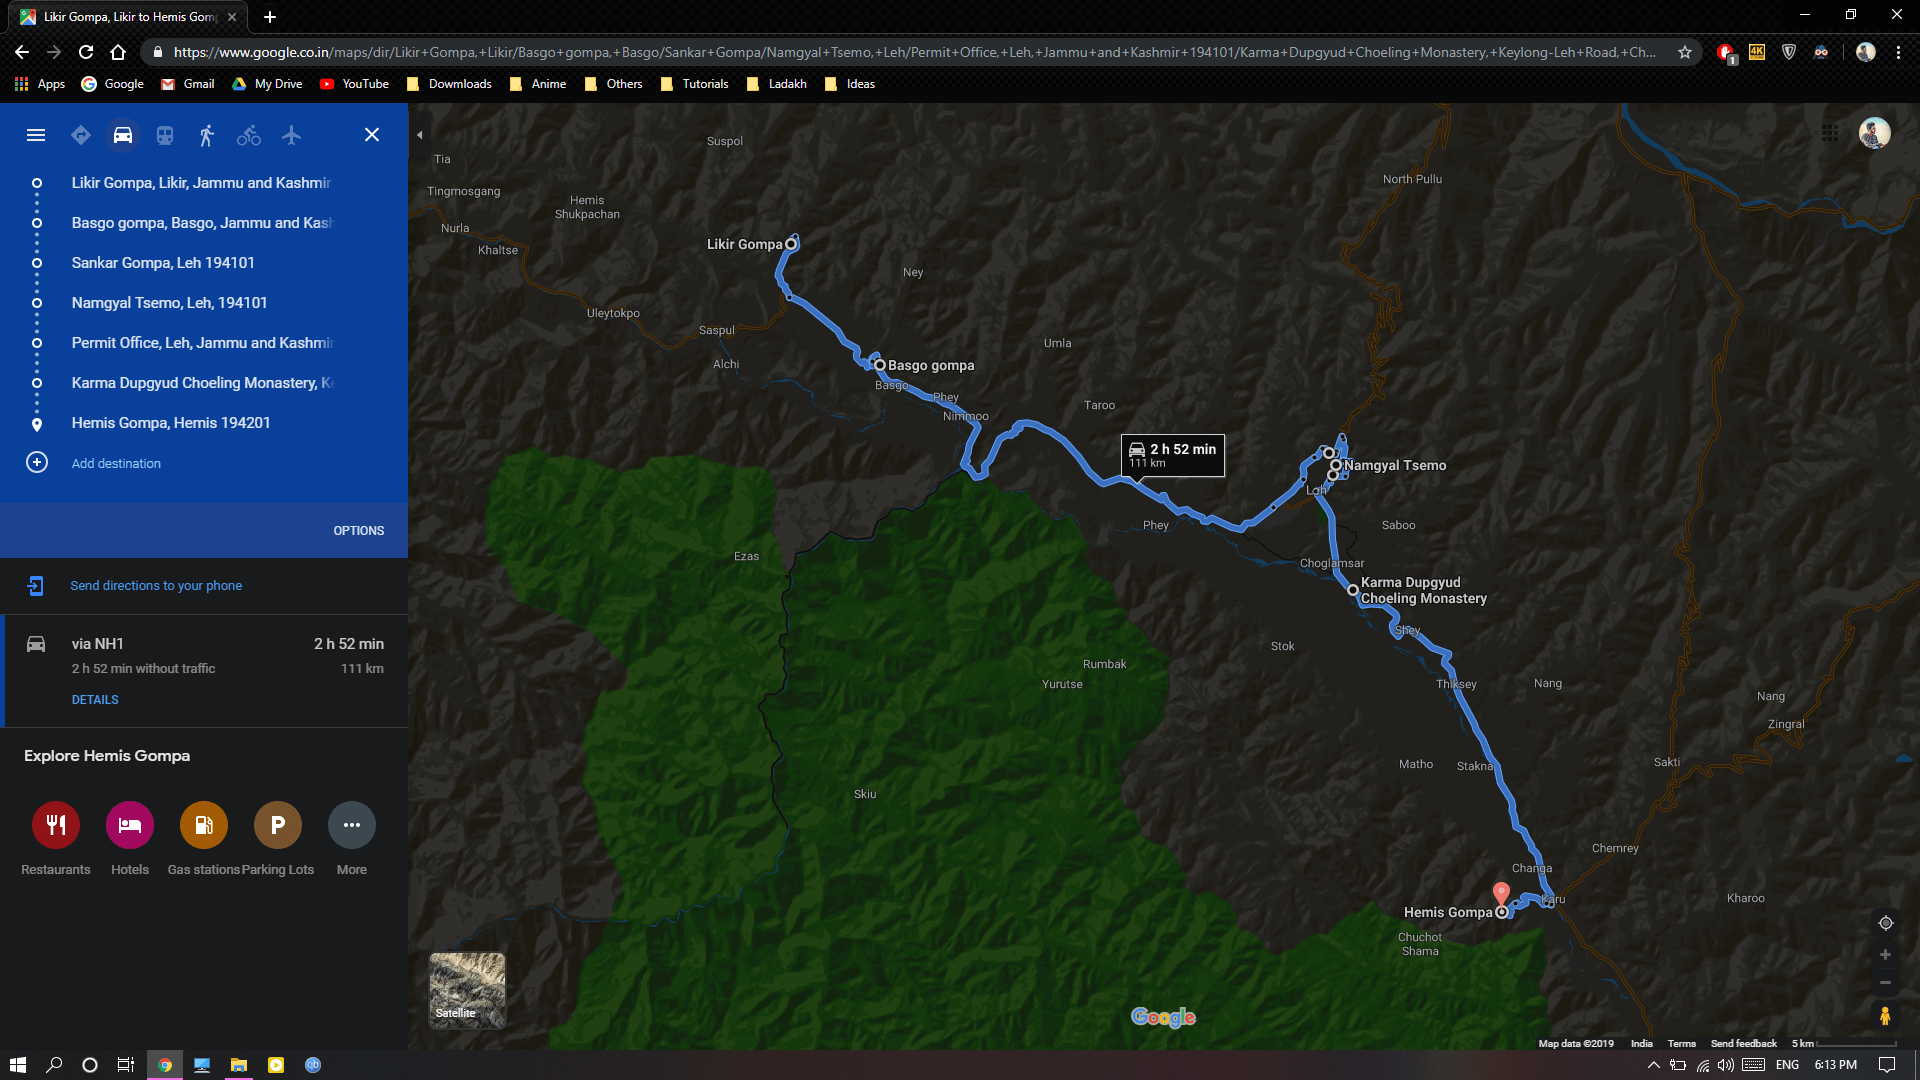 Likir Gompa, Likir to Hemis Gom
https://www.google.co.in/maps/dir/Likir+Gompa,+Likir/Basgo+gompa,+Basgo/Sankar+Gompa/Namgyal+Tsemo,+Leh/Permit+Office,+Leh,+Jammu+and+Kashmir+194101/Karma+Dupgyud+Choeling+Monastery,+Keylong-Leh+Road,+Ch...
4K
1
Apps
Google
Gmail
My Drive
YouTube
Downloads
Anime
Others
Tutorials
Ladakh
Ideas
Likir Gompa, Likir, Jammu and Kashmir
Basgo gompa, Basgo, Jammu and Kash
Sankar Gompa, Leh 194101
Namgyal Tsemo, Leh, 194101
Permit Office, Leh, Jammu and Kashmir
Karma Dupgyud Choeling Monastery, Ke
Hemis Gompa, Hemis 194201
Add destination
OPTIONS
Send directions to your phone
via NH1
2 h 52 min
2 h 52 min without traffic
111 km
DETAILS
Explore Hemis Gompa
P
Restaurants
Hotels
Gas stations
Parking Lots
More
Suspol
Tia
Tingmosgang
Hemis
Shukpachan
Nurla
Khaltse
North Pullu
Likir Gompa
Ney
Uleytokpo
Saspul
Alchi
Umla
Basgo gompa
Basgo
Phey
Nimmoo
Taroo
2 h 52 min
111 km
Namgyal Tsemo
Leh
Phey
Saboo
Ezas
Choglamsar
Karma Dupgyud
Choeling Monastery
Shey
Stok
Rumbak
Yurutse
Thiksey
Nang
Nang
Zingral
Matho
Stakna
Sakti
Skiu
Chemrey
Changa
Karu
Kharoo
Hemis Gompa
Chuchot
Shama
Satellite
Google
Map data ©2019
India
Terms
Send feedback
5 km
qb
ENG
6:13 PM